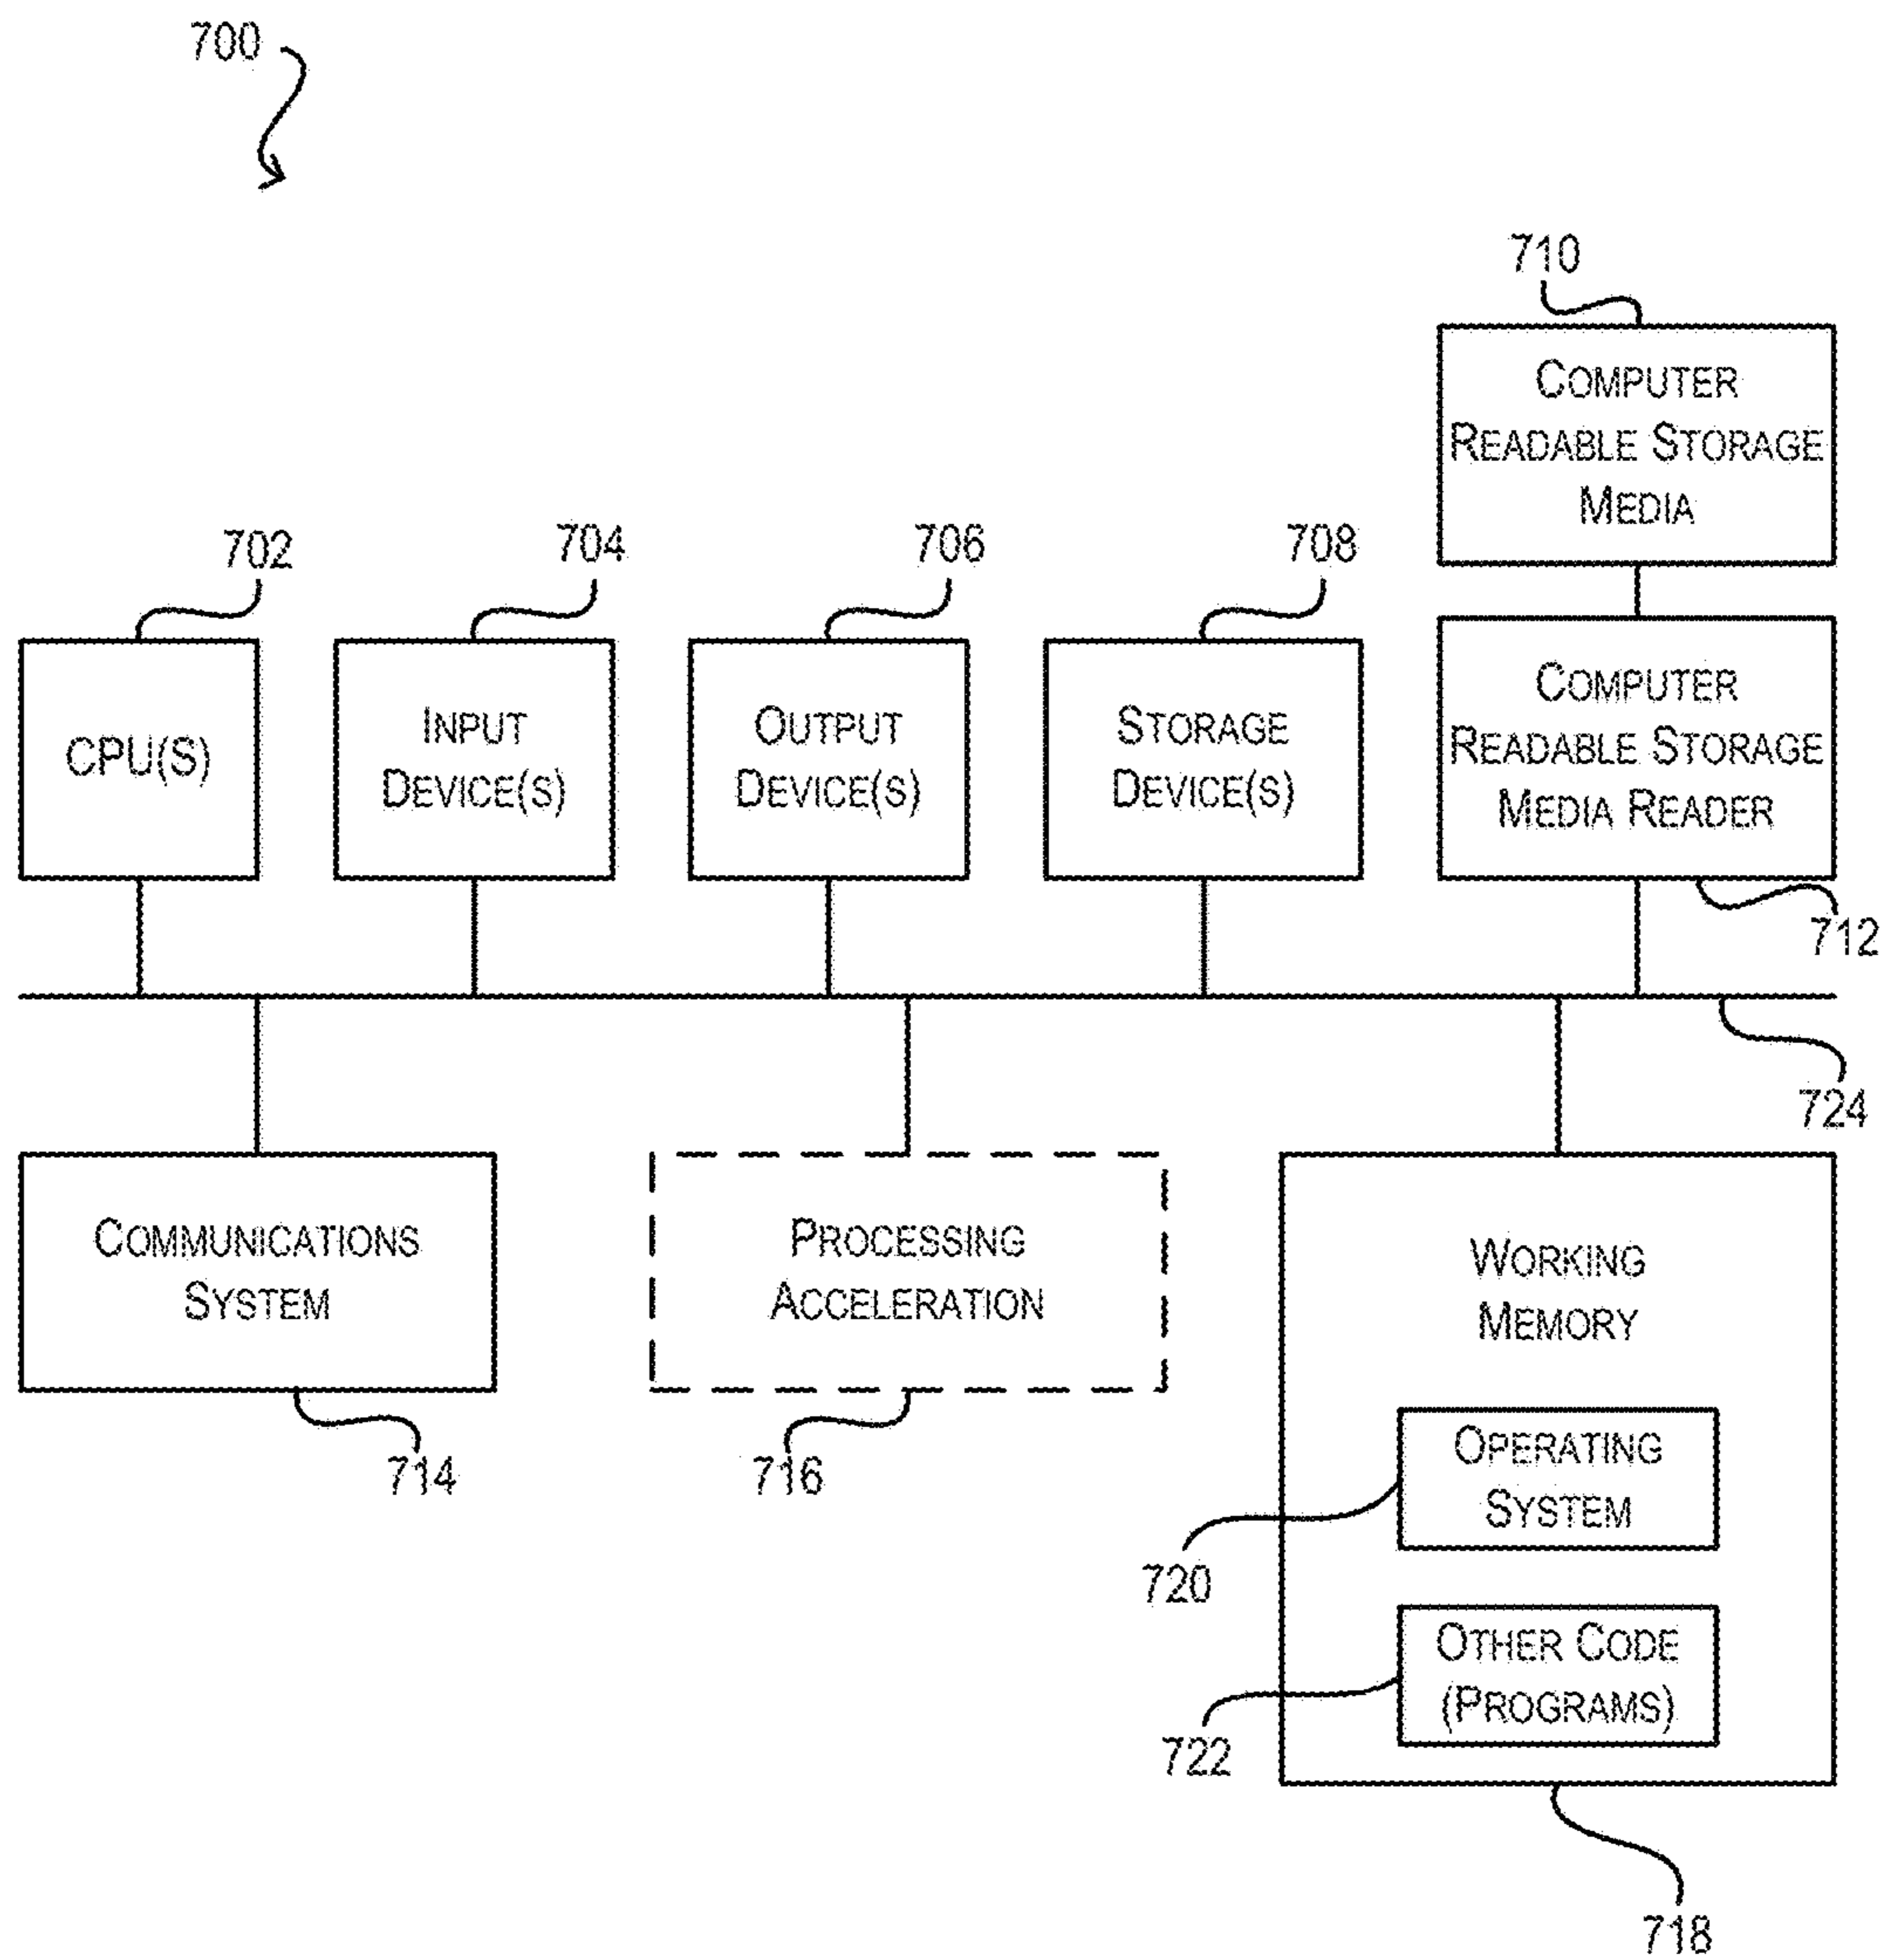 700
710
COMPUTER
READABLE STORAGE
MEDIA
702
704
706
708
CPU(S)
INPUT
DEVICE(S)
OUTPUT
DEVICE(S)
STORAGE
DEVICE(S)
COMPUTER
READABLE STORAGE
MEDIA READER
712
724
COMMUNICATIONS
SYSTEM
714
PROCESSING
ACCELERATION
716
WORKING
MEMORY
OPERATING
SYSTEM
720
OTHER CODE
(PROGRAMS)
722
718